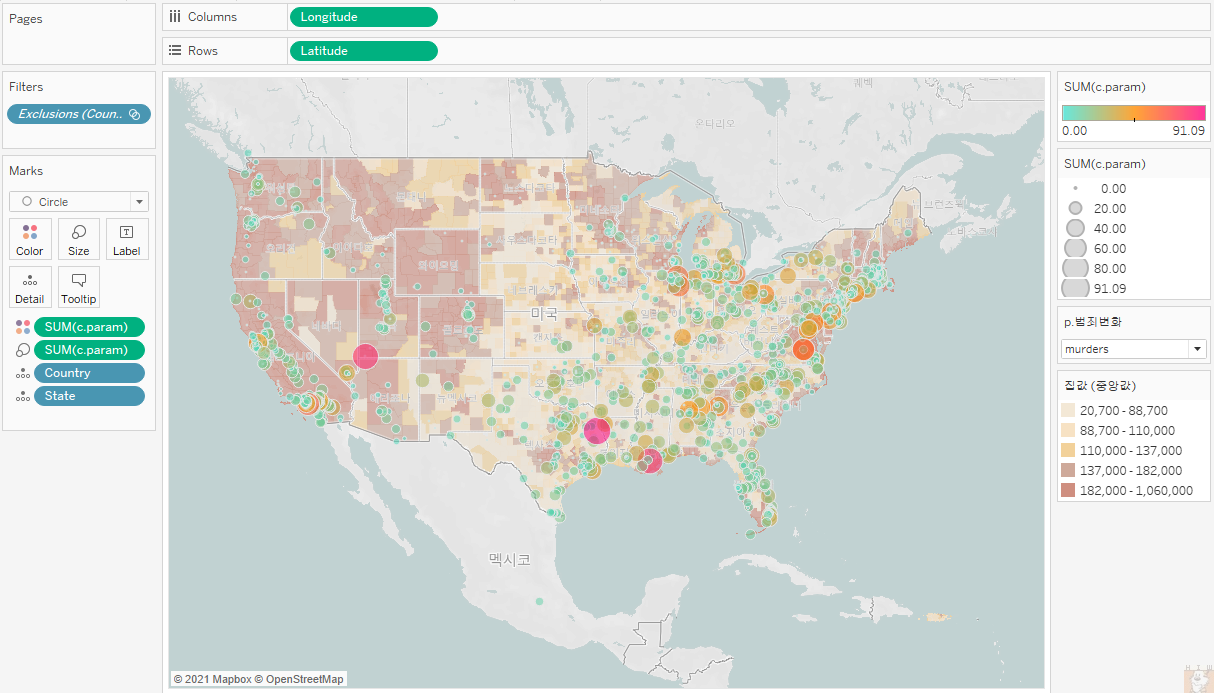 Pages
Columns
Longitude
Rows
Latitude
Filters
Exclusions (Coun..
Marks
Circle
Color
Size
Label
Detail
Tooltip
SUM(c.param)
SUM(c.param)
Country
State
퀘벡
온타리오
미국
멕시코
© 2021 Mapbox © OpenStreetMap
SUM(c.param)
0.00
91.09
SUM(c.param)
0.00
20.00
40.00
60.00
80.00
91.09
p.범죄변화
murders
집값 (중앙값)
20,700 - 88,700
88,700 - 110,000
110,000 - 137,000
137,000 - 182,000
182,000 - 1,060,000